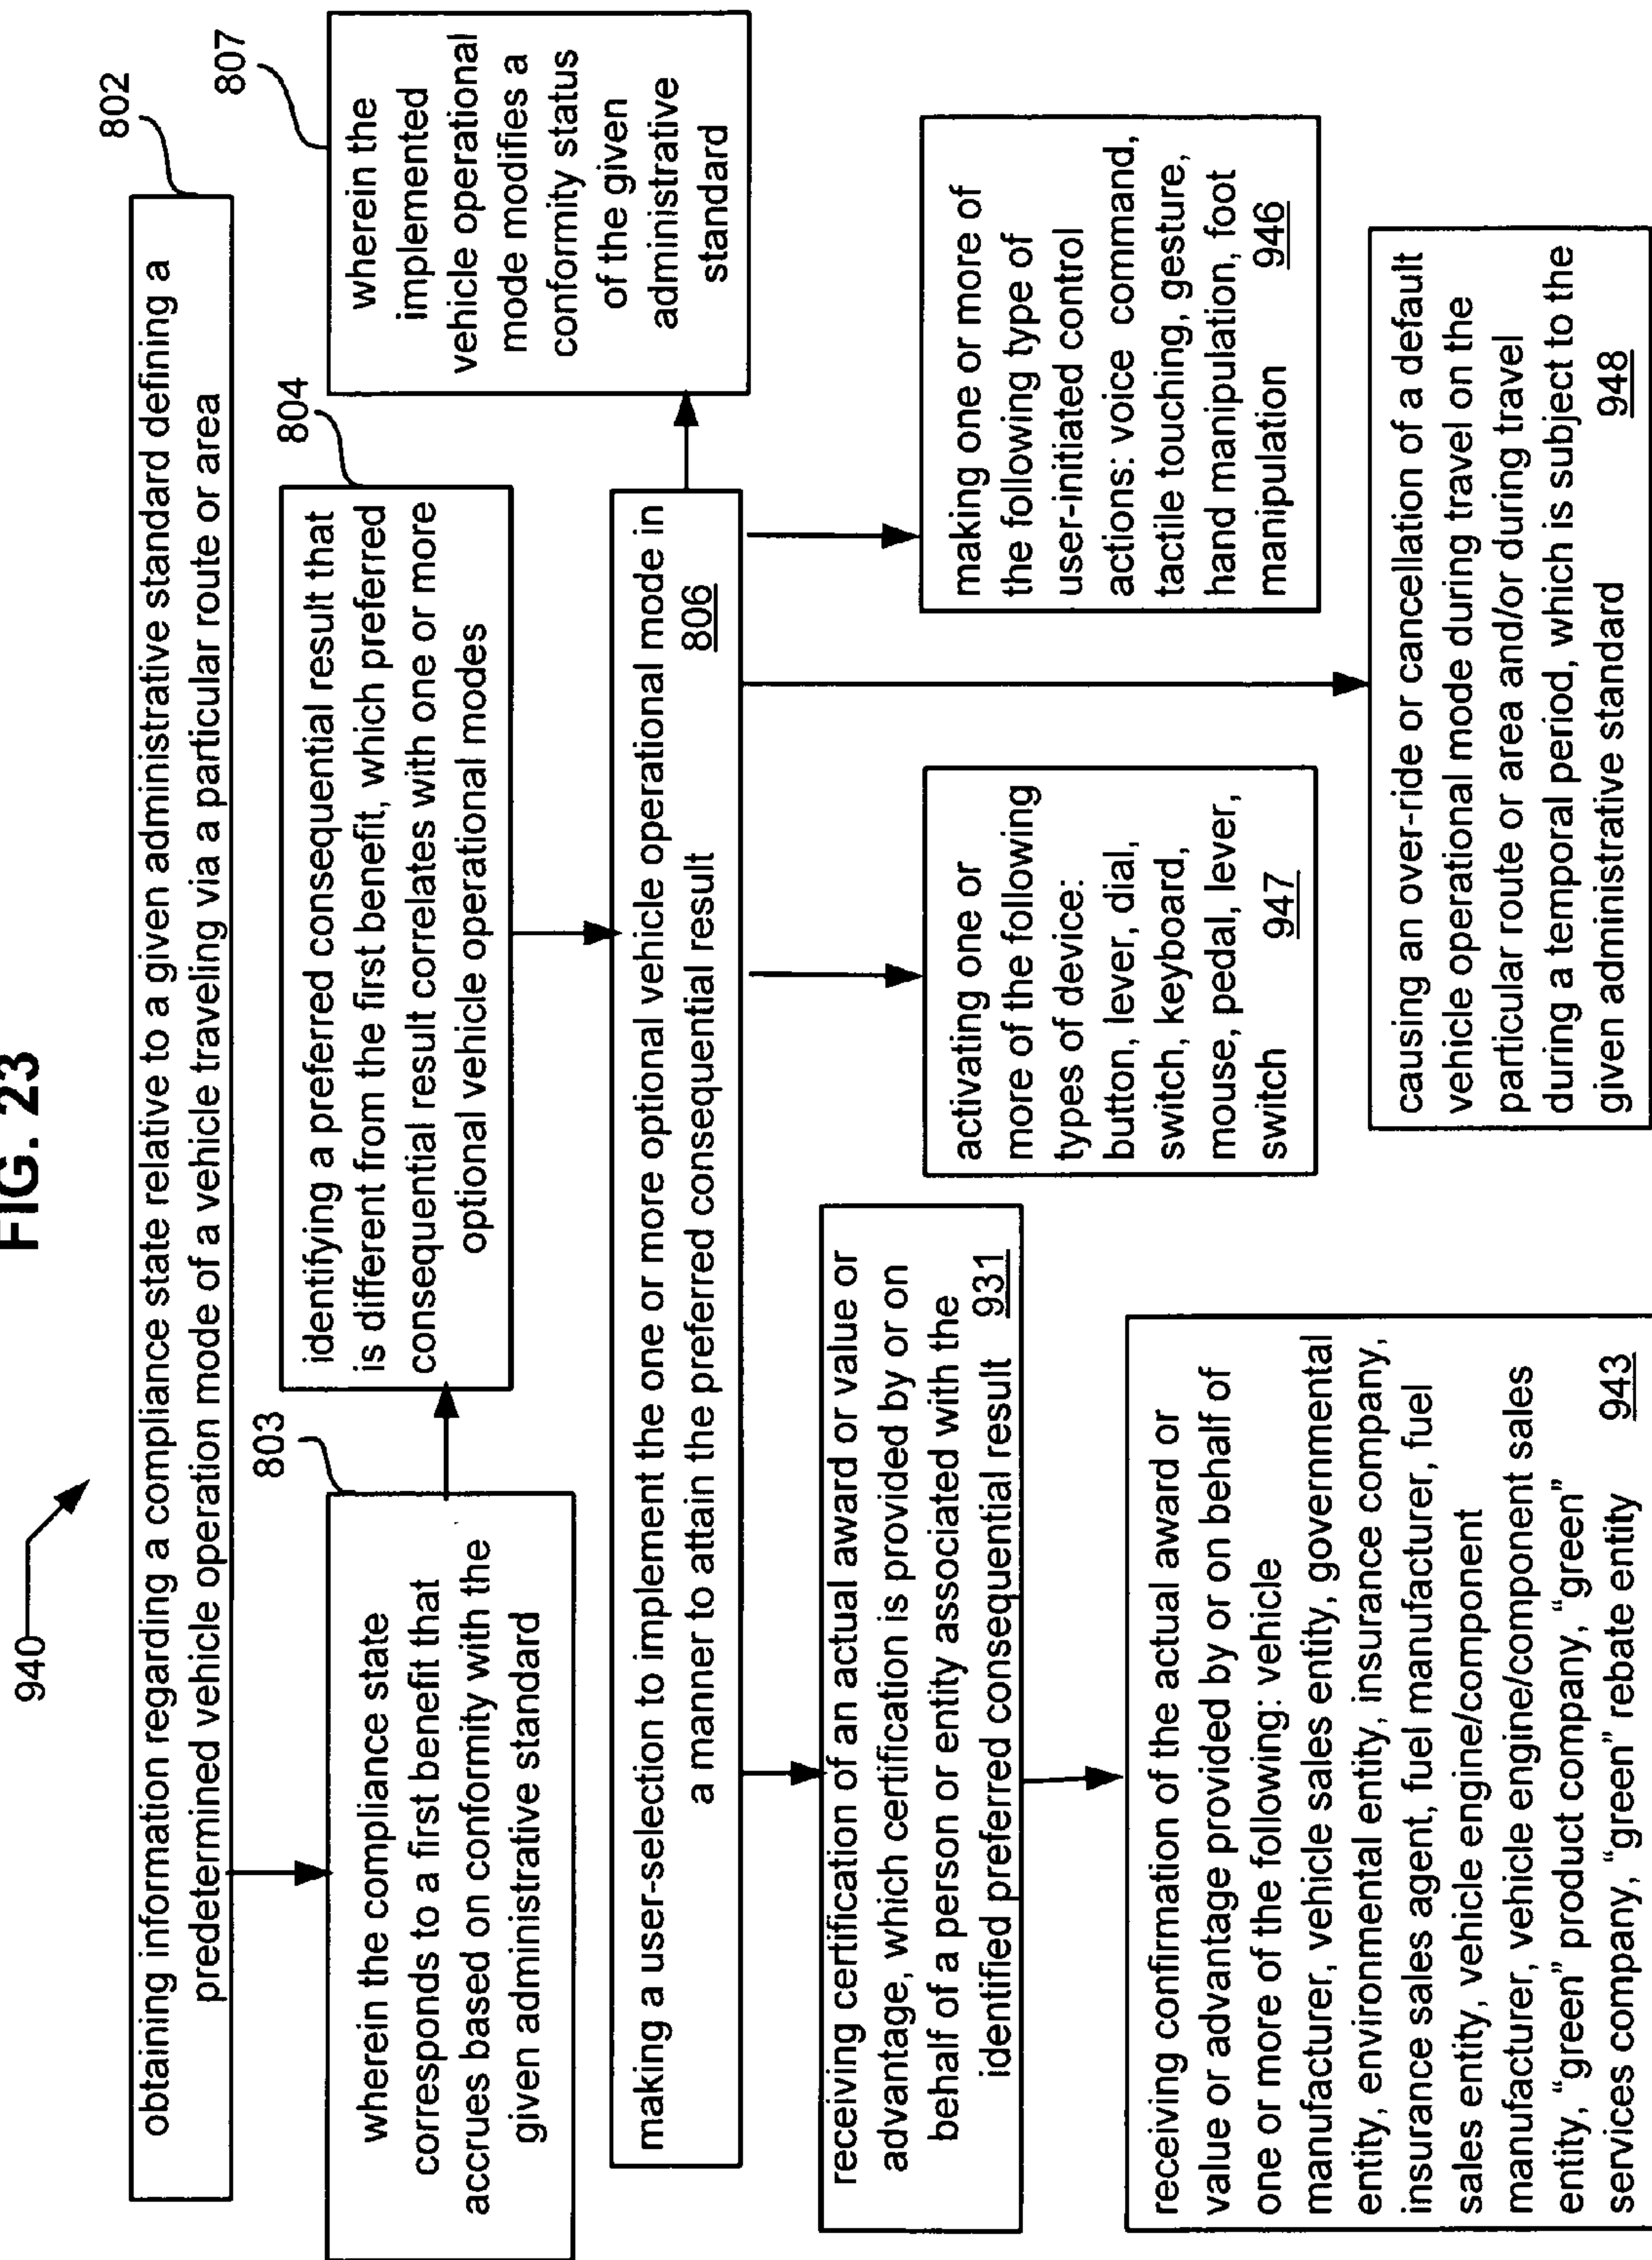 FIG. 23
940
802
obtaining information regarding a compliance state relative to a given administrative standard defining a
predetermined vehicle operation mode of a vehicle traveling via a particular route or area
803
wherein the compliance state
corresponds to a first benefit that
accrues based on conformity with the
given administrative standard
804
identifying a preferred consequential result that
is different from the first benefit, which preferred
consequential result correlates with one or more
optional vehicle operational modes
807
wherein the
implemented
vehicle operational
mode modifies a
conformity status
of the given
administrative
standard
making a user-selection to implement the one or more optional vehicle operational mode in
a manner to attain the preferred consequential result 806
receiving certification of an actual award or value or
advantage, which certification is provided by or on
behalf of a person or entity associated with the
identified preferred consequential result 931
activating one or
more of the following
types of device:
button, lever, dial,
switch, keyboard,
mouse, pedal, lever,
switch 947
making one or more of
the following type of
user-initiated control
actions: voice command,
tactile touching, gesture,
hand manipulation, foot
manipulation 946
receiving confirmation of the actual award or
value or advantage provided by or on behalf of
one or more of the following: vehicle
manufacturer, vehicle sales entity, governmental
entity, environmental entity, insurance company,
insurance sales agent, fuel manufacturer, fuel
sales entity, vehicle engine/component
manufacturer, vehicle engine/component sales
entity, “green” product company, “green”
services company, “green” rebate entity 943
causing an over-ride or cancellation of a default
vehicle operational mode during travel on the
particular route or area and/or during travel
during a temporal period, which is subject to the
given administrative standard 948